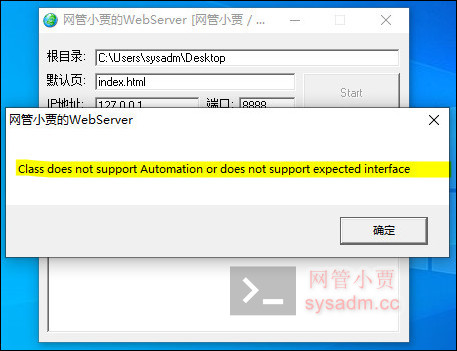 网管小贾的WebServer [网管小贾 / ...
根目录: C:\Users\sysadm\Desktop
默认页: index.html
IP地址: 127.0.0.1 端口: 8888
Start
网管小贾的WebServer
Class does not support Automation or does not support expected interface
确定
网管小贾
sysadm.cc